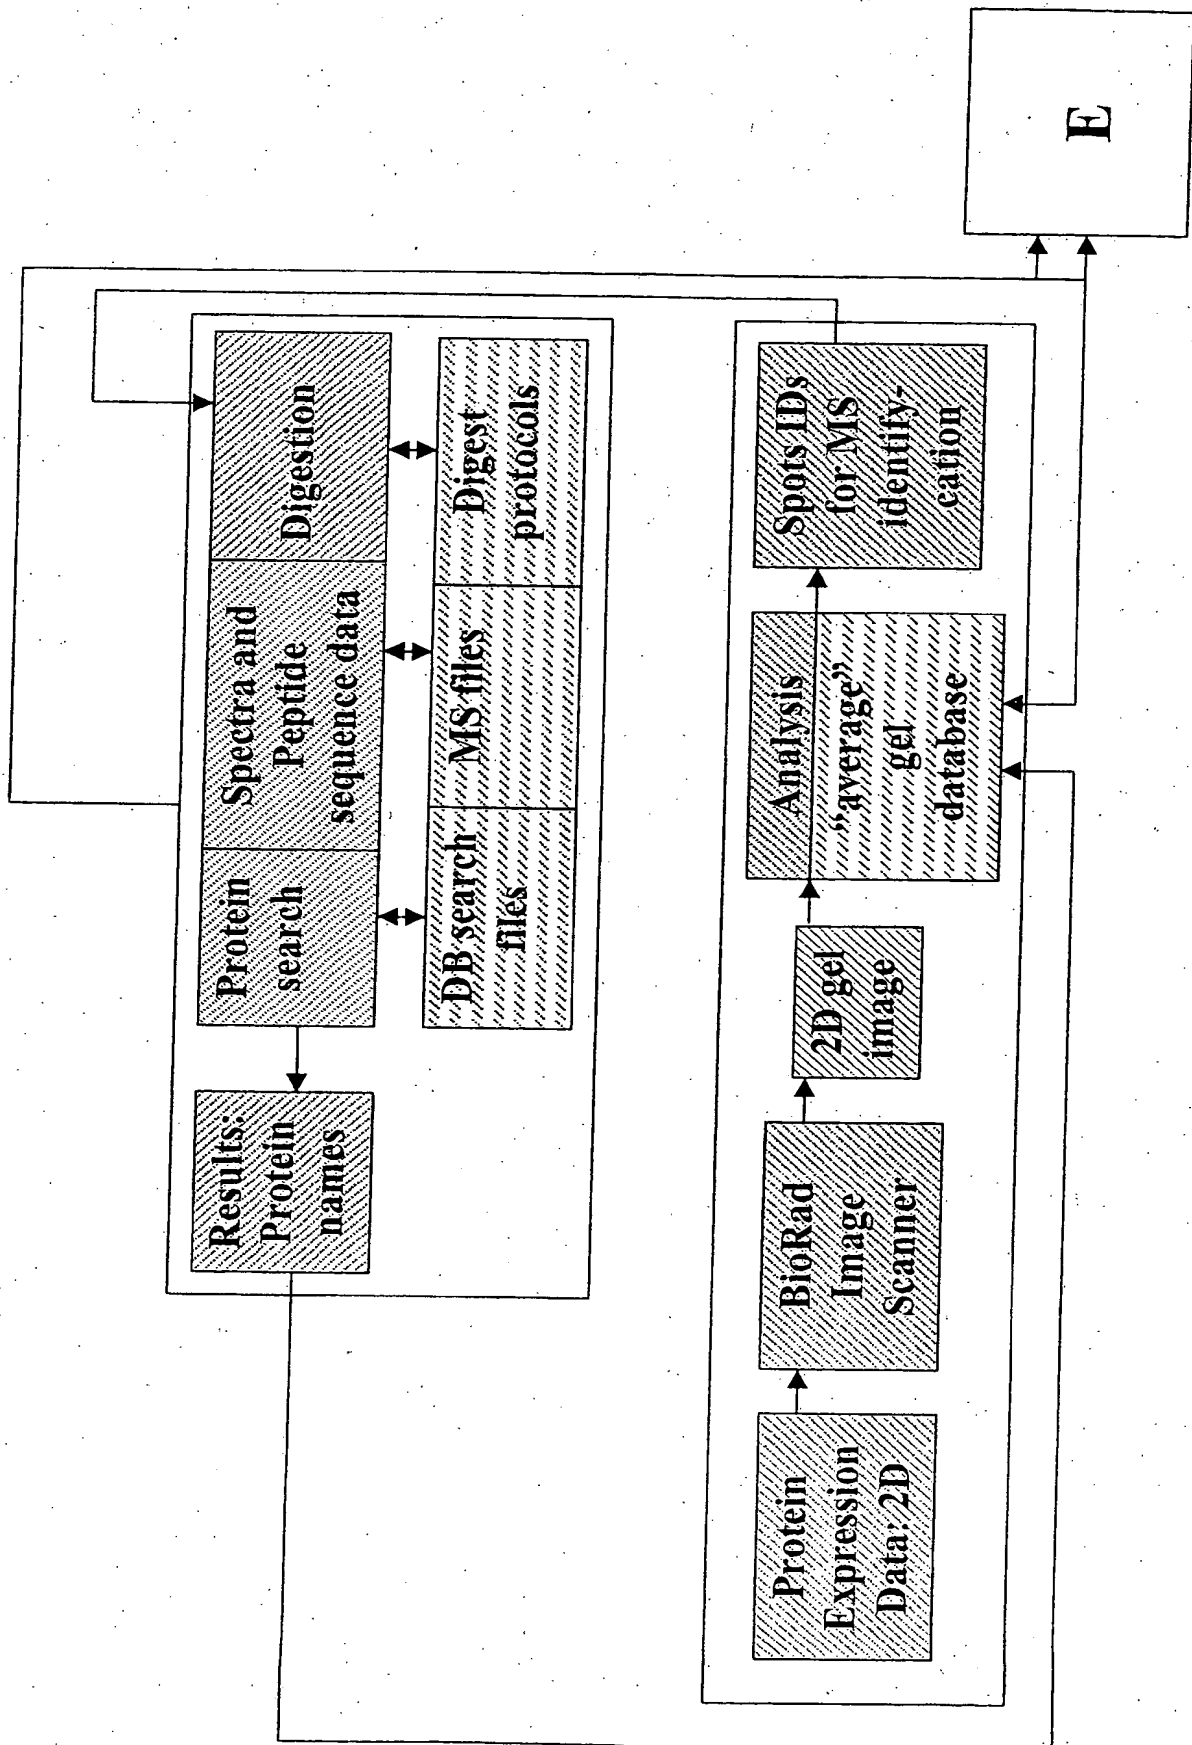 Results:
Protein
names
Protein
search
Spectra and
Peptide
sequence data
Digestion
DB search
files
MS files
Digest
protocols
Protein
Expression
Data: 2D
BioRad
Image
Scanner
2D gel
image
Analysis
"average"
gel
database
Spots IDs
for MS
identify-
cation
E